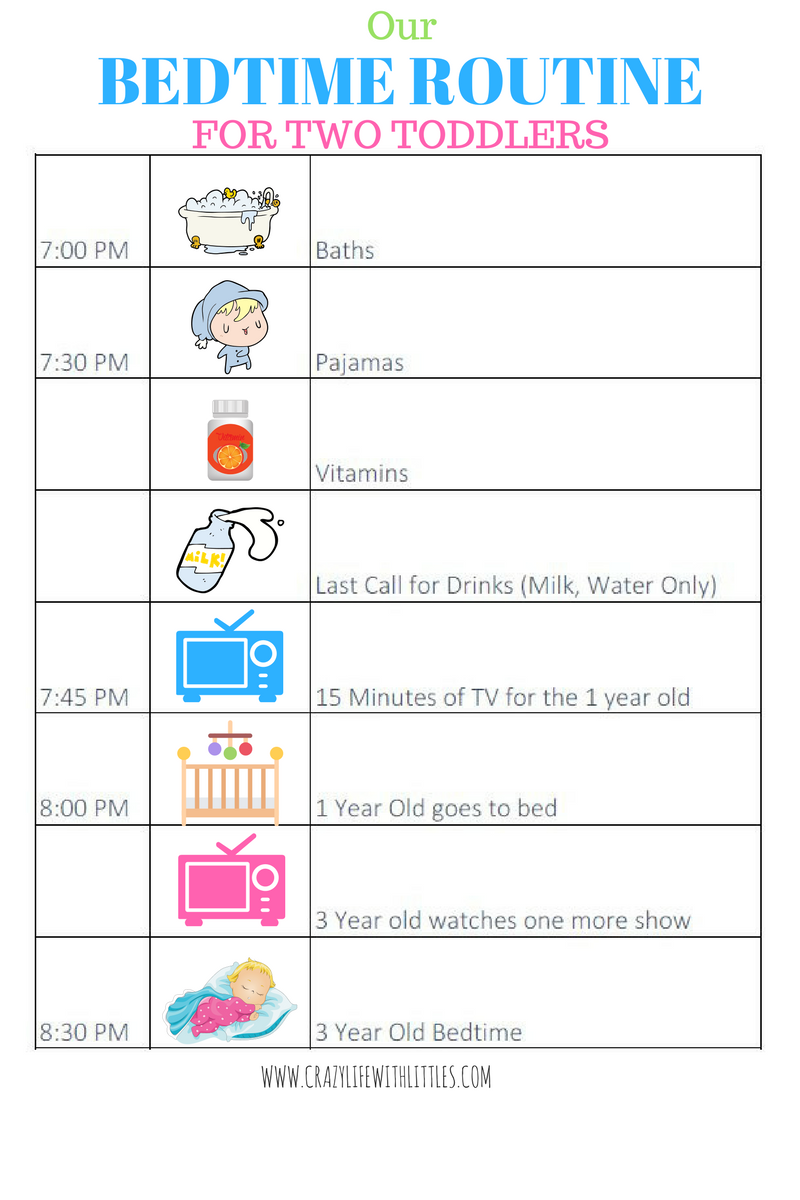 Our
BEDTIME ROUTINE
FOR TWO TODDLERS
7:00 PM Baths
7:30 PM Pajamas
Vitamins
MiLK!
Last Call for Drinks (Milk, Water Only)
7:45 PM 15 Minutes of TV for the 1 year old
8:00 PM 1 Year Old goes to bed
3 Year old watches one more show
8:30 PM 3 Year Old Bedtime
WWW.CRAZYLIFEWITHLITTLES.COM